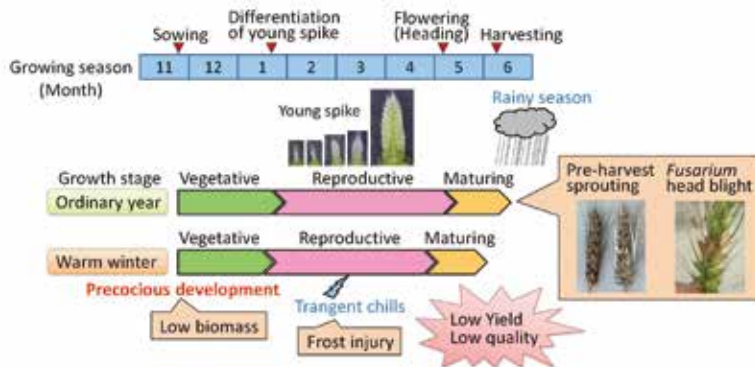 Sowing
Differentiation
of young spike
Flowering
(Heading)
Harvesting
Growing season
(Month)
11 12 1 2 3 4 5 6
Young spike
Rainy season
Growth stage
Vegetative Reproductive Maturing
Ordinary year
Pre-harvest
sprouting
Fusarium
head blight
Vegetative Reproductive Maturing
Warm winter
Precocious development
Trangent chills
Low biomass
Frost injury
Low Yield
Low quality